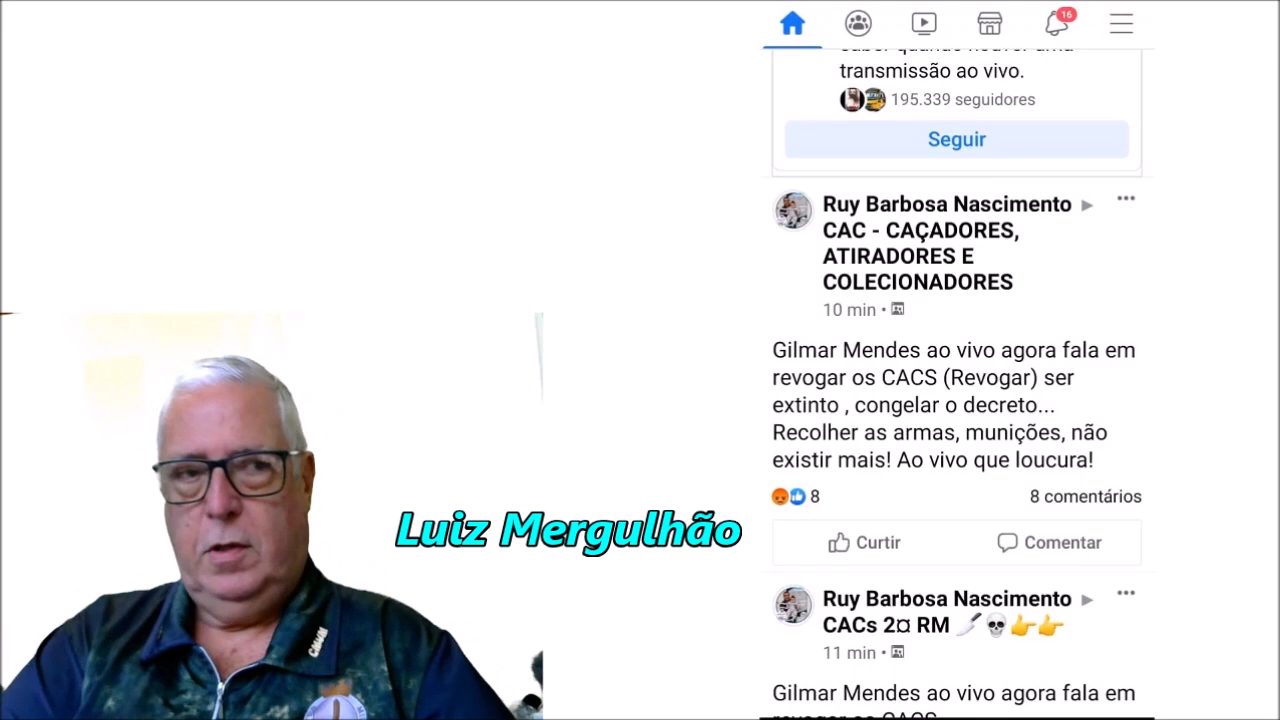 16
transmissão ao vivo.
195.339 seguidores
Seguir
Ruy Barbosa Nascimento
CAC - CAÇADORES,
ATIRADORES E
COLECIONADORES
10 min •
Gilmar Mendes ao vivo agora fala em
revogar os CACS (Revogar) ser
extinto , congelar o decreto...
Recolher as armas, munições, não
existir mais! Ao vivo que loucura!
8
8 comentários
Curtir
Comentar
Ruy Barbosa Nascimento
CACs 2¤ RM 🔪💀👉👉
11 min •
Gilmar Mendes ao vivo agora fala em
Luiz Mergulhão